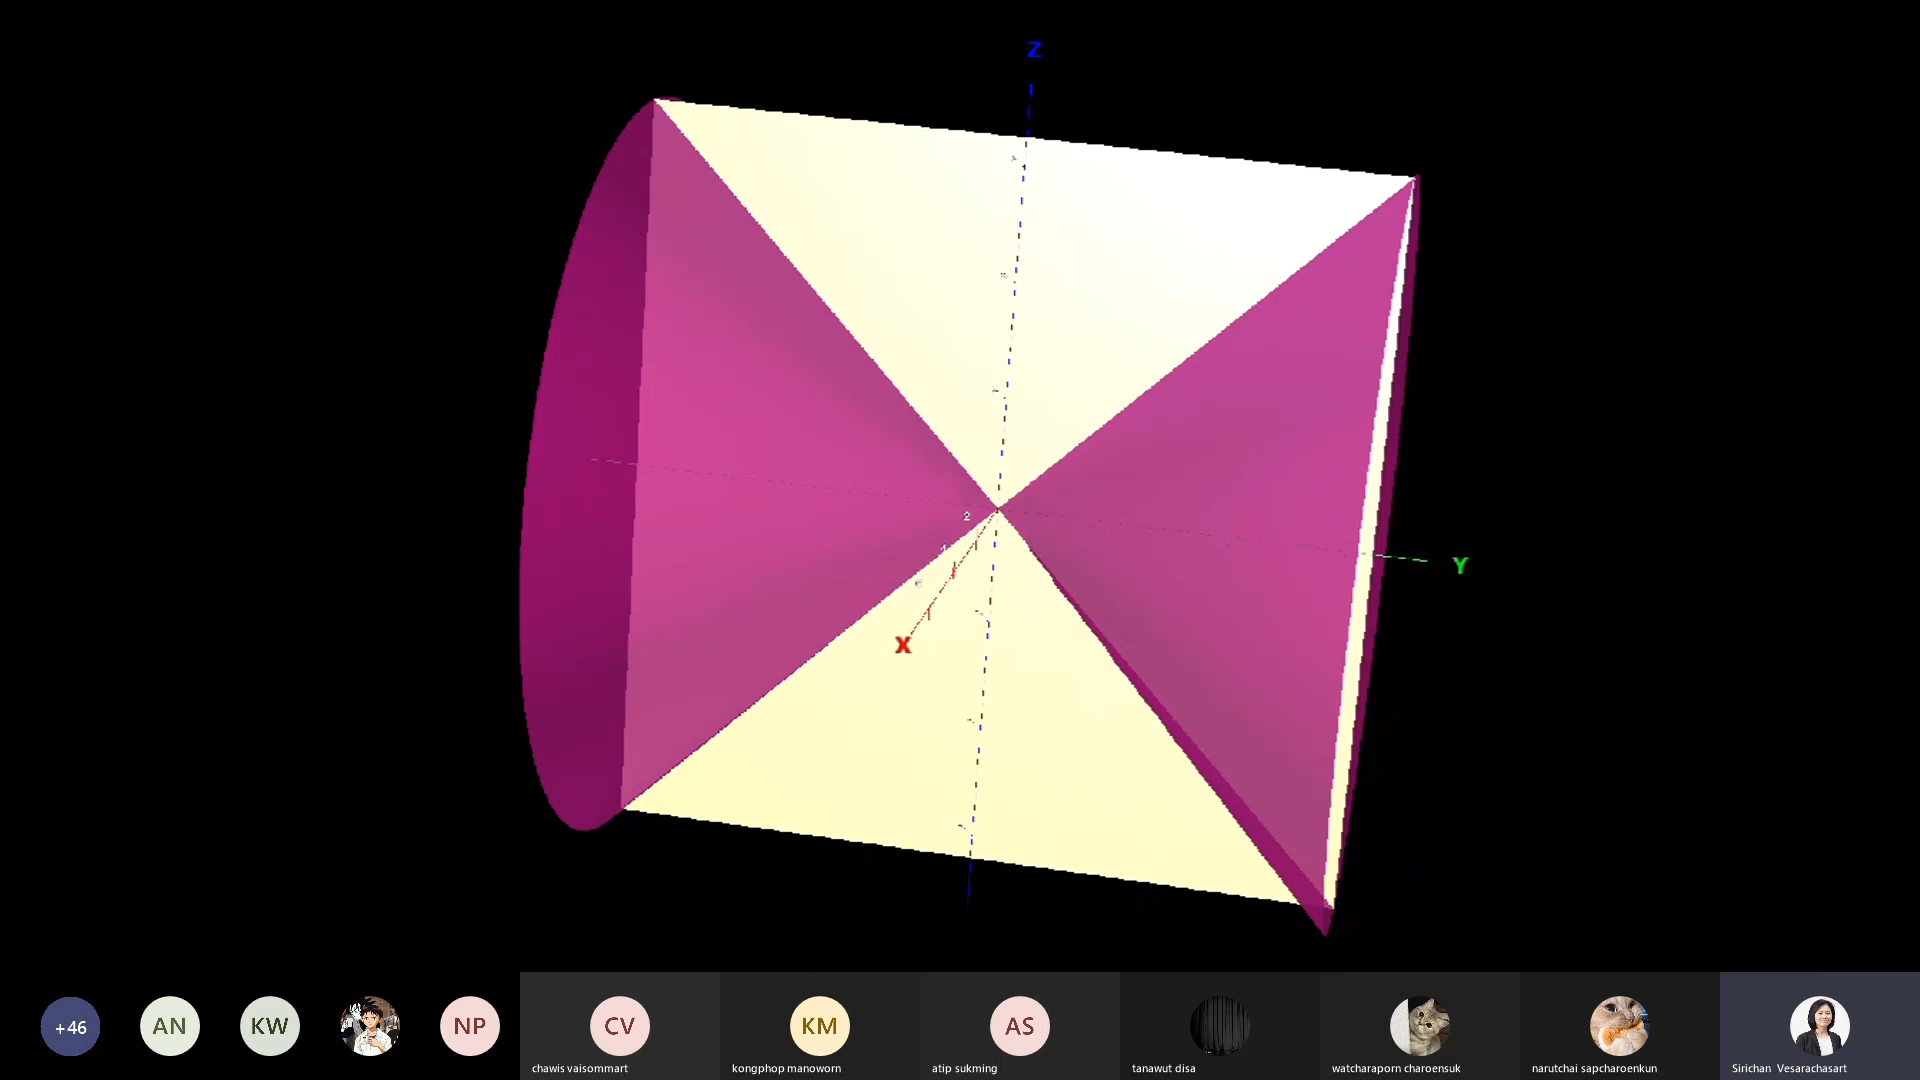 Z
2
Y
X
+46
AN
KW
NP
CV
KM
AS
chawis vaisommart
kongphop manoworn
atip sukming
tanawut disa
watcharaporn charoensuk
narutchai sapcharoenkun
Sirichan Vesarachasart